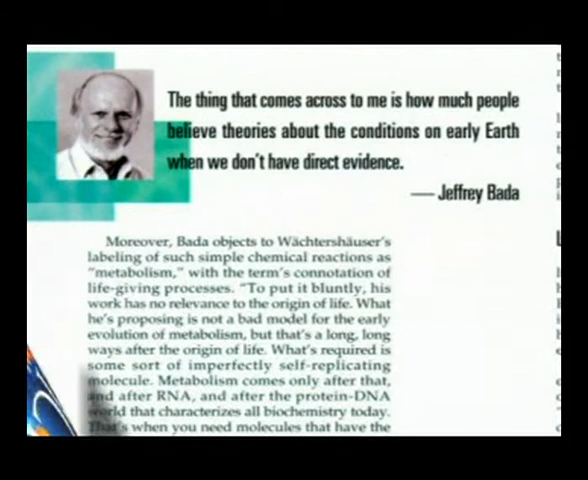 The thing that comes across to me is how much people
believe theories about the conditions on early Earth
when we don't have direct evidence.
— Jeffrey Bada
Moreover, Bada objects to Wächtershäuser's
labeling of such simple chemical reactions as
"metabolism," with the term's connotation of
life-giving processes. "To put it bluntly, his
work has no relevance to the origin of life. What
he's proposing is not a bad model for the early
evolution of metabolism, but that's a long, long
ways after the origin of life. What's required is
some sort of imperfectly self-replicating
molecule. Metabolism comes only after that,
and after RNA, and after the protein-DNA
world that characterizes all biochemistry today.
That's when you need molecules that have the